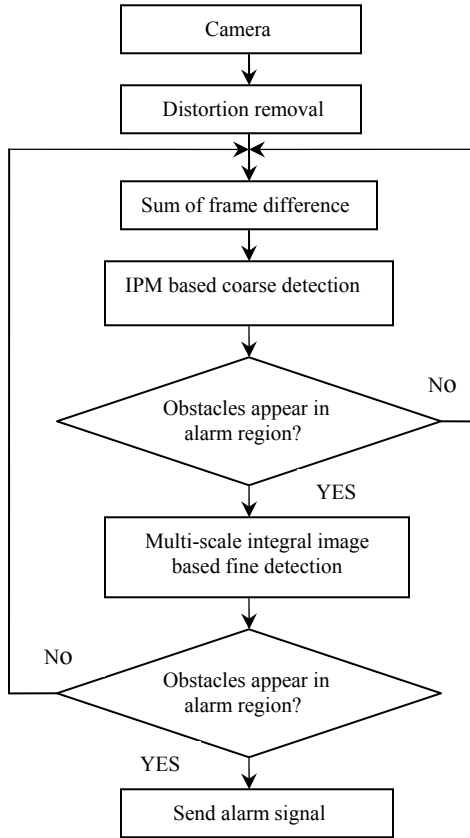 Camera
Distortion removal
Sum of frame difference
IPM based coarse detection
No
Obstacles appear in
alarm region?
YES
Multi-scale integral image
based fine detection
No
Obstacles appear in
alarm region?
YES
Send alarm signal